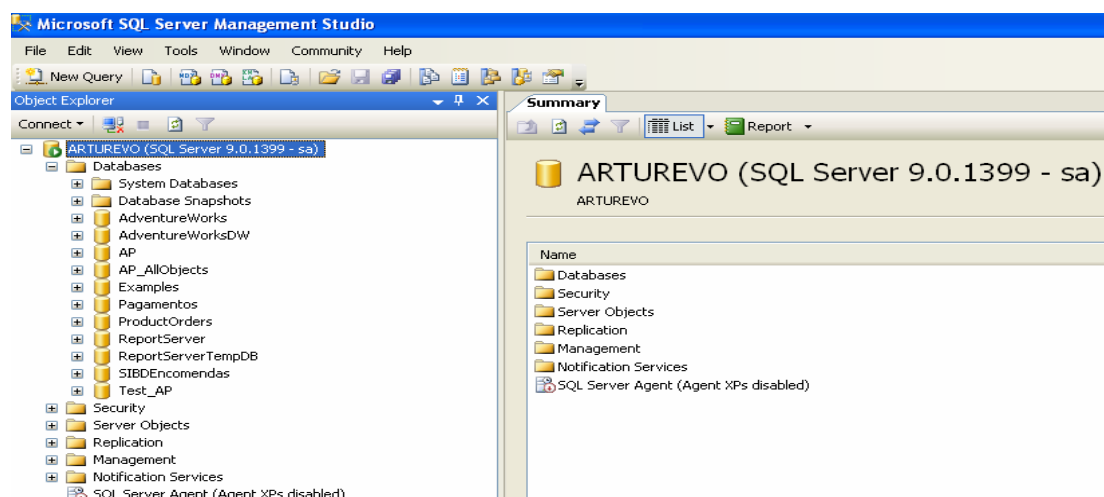 Microsoft SQL Server Management Studio
File Edit View Tools Window Community Help
New Query
Object Explorer
Connect
ARTUREVO (SQL Server 9.0.1399 - sa)
Databases
System Databases
Database Snapshots
AdventureWorks
AdventureWorksDW
AP
AP_AllObjects
Examples
Pagamentos
ProductOrders
ReportServer
ReportServerTempDB
SIBDEncomendas
Test_AP
Security
Server Objects
Replication
Management
Notification Services
SQL Server Agent (Agent XPs disabled)
Summary
List Report
ARTUREVO (SQL Server 9.0.1399 - sa)
ARTUREVO
Name
Databases
Security
Server Objects
Replication
Management
Notification Services
SQL Server Agent (Agent XPs disabled)